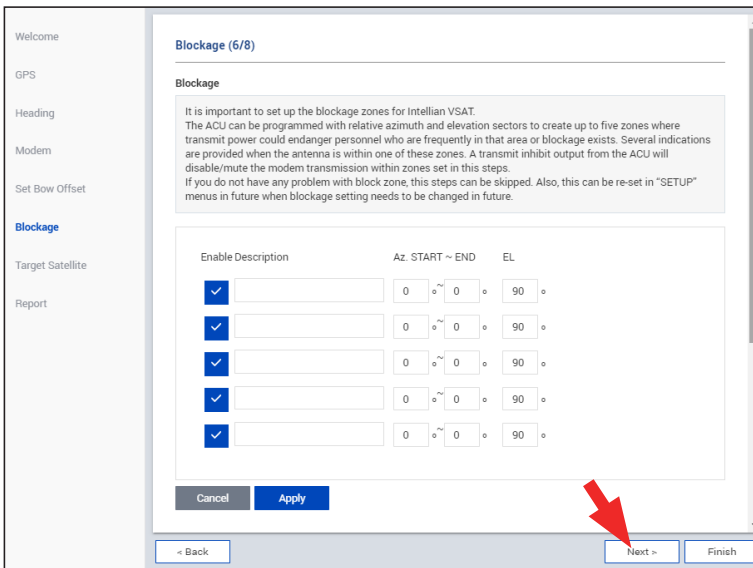 Welcome
GPS
Heading
Modem
Set Bow Offset
Blockage
Target Satellite
Report
Blockage (6/8)
Blockage
It is important to set up the blockage zones for Intellian VSAT.
The ACU can be programmed with relative azimuth and elevation sectors to create up to five zones where
transmit power could endanger personnel who are frequently in that area or blockage exists. Several indications
are provided when the antenna is within one of these zones. A transmit inhibit output from the ACU will
disable/mute the modem transmission within zones set in this steps.
If you do not have any problem with block zone, this steps can be skipped. Also, this can be re-set in “SETUP”
menus in future when blockage setting needs to be changed in future.
Enable Description Az. START ~ END EL
0 ° ~ 0 ° 90 °
0 ° ~ 0 ° 90 °
0 ° ~ 0 ° 90 °
0 ° ~ 0 ° 90 °
0 ° ~ 0 ° 90 °
Cancel Apply
< Back Next > Finish